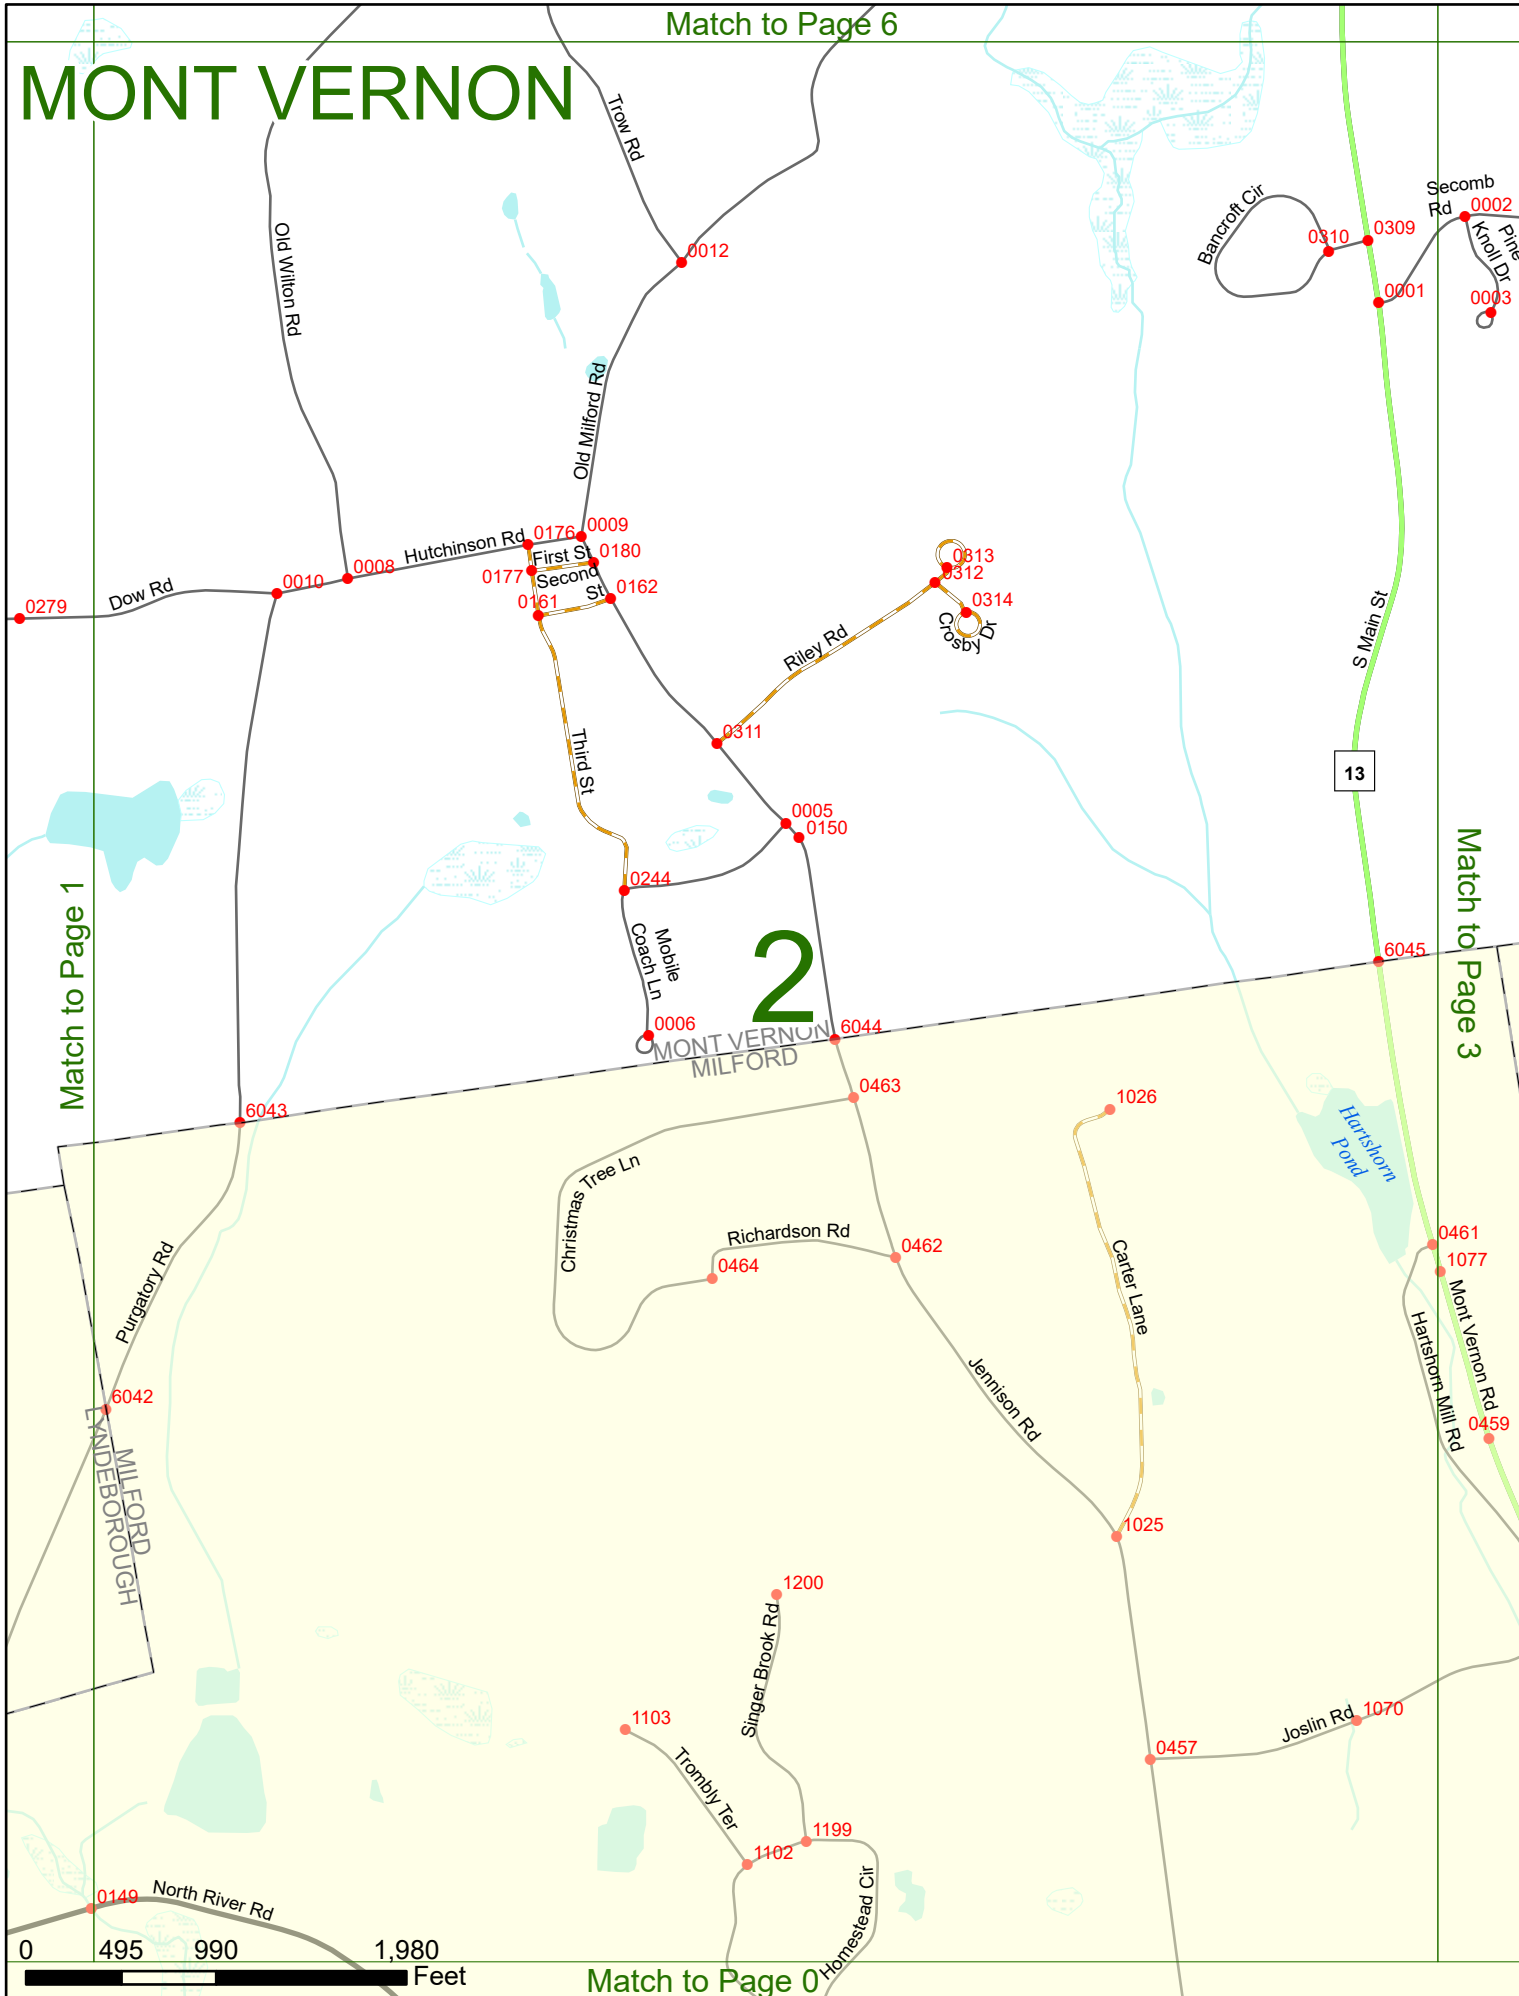 Match to Page 6
MONT VERNON
Trow Rd
Old Wilton Rd
0012
Bancroft Cir
0310
0309
Secomb
Rd
0002
Pine
Knoll Dr
0001
0003
Old Milford Rd
Hutchinson Rd
0176
0009
First St
0180
0177
Second
St
0162
0161
0008
0010
Dow Rd
0279
0313
0312
0314
Crosby Dr
Riley Rd
S Main St
0311
Third St
13
0005
0150
0244
Mobile
Coach Ln
0006
2
Match to Page 1
Match to Page 3
6045
6044
MONT VERNON
MILFORD
6043
0463
1026
Hartshorn
Pond
Christmas Tree Ln
Richardson Rd
0462
0464
Carter Lane
0461
1077
Mont Vernon Rd
Hartshorn Mill Rd
0459
Purgatory Rd
6042
MILFORD
LYNDEBOROUGH
Jennison Rd
1025
1200
Singer Brook Rd
1103
Trombly Ter
1070
Joslin Rd
0457
1199
1102
Homestead Cir
0149
North River Rd
0 495 990 1,980
Feet
Match to Page 0